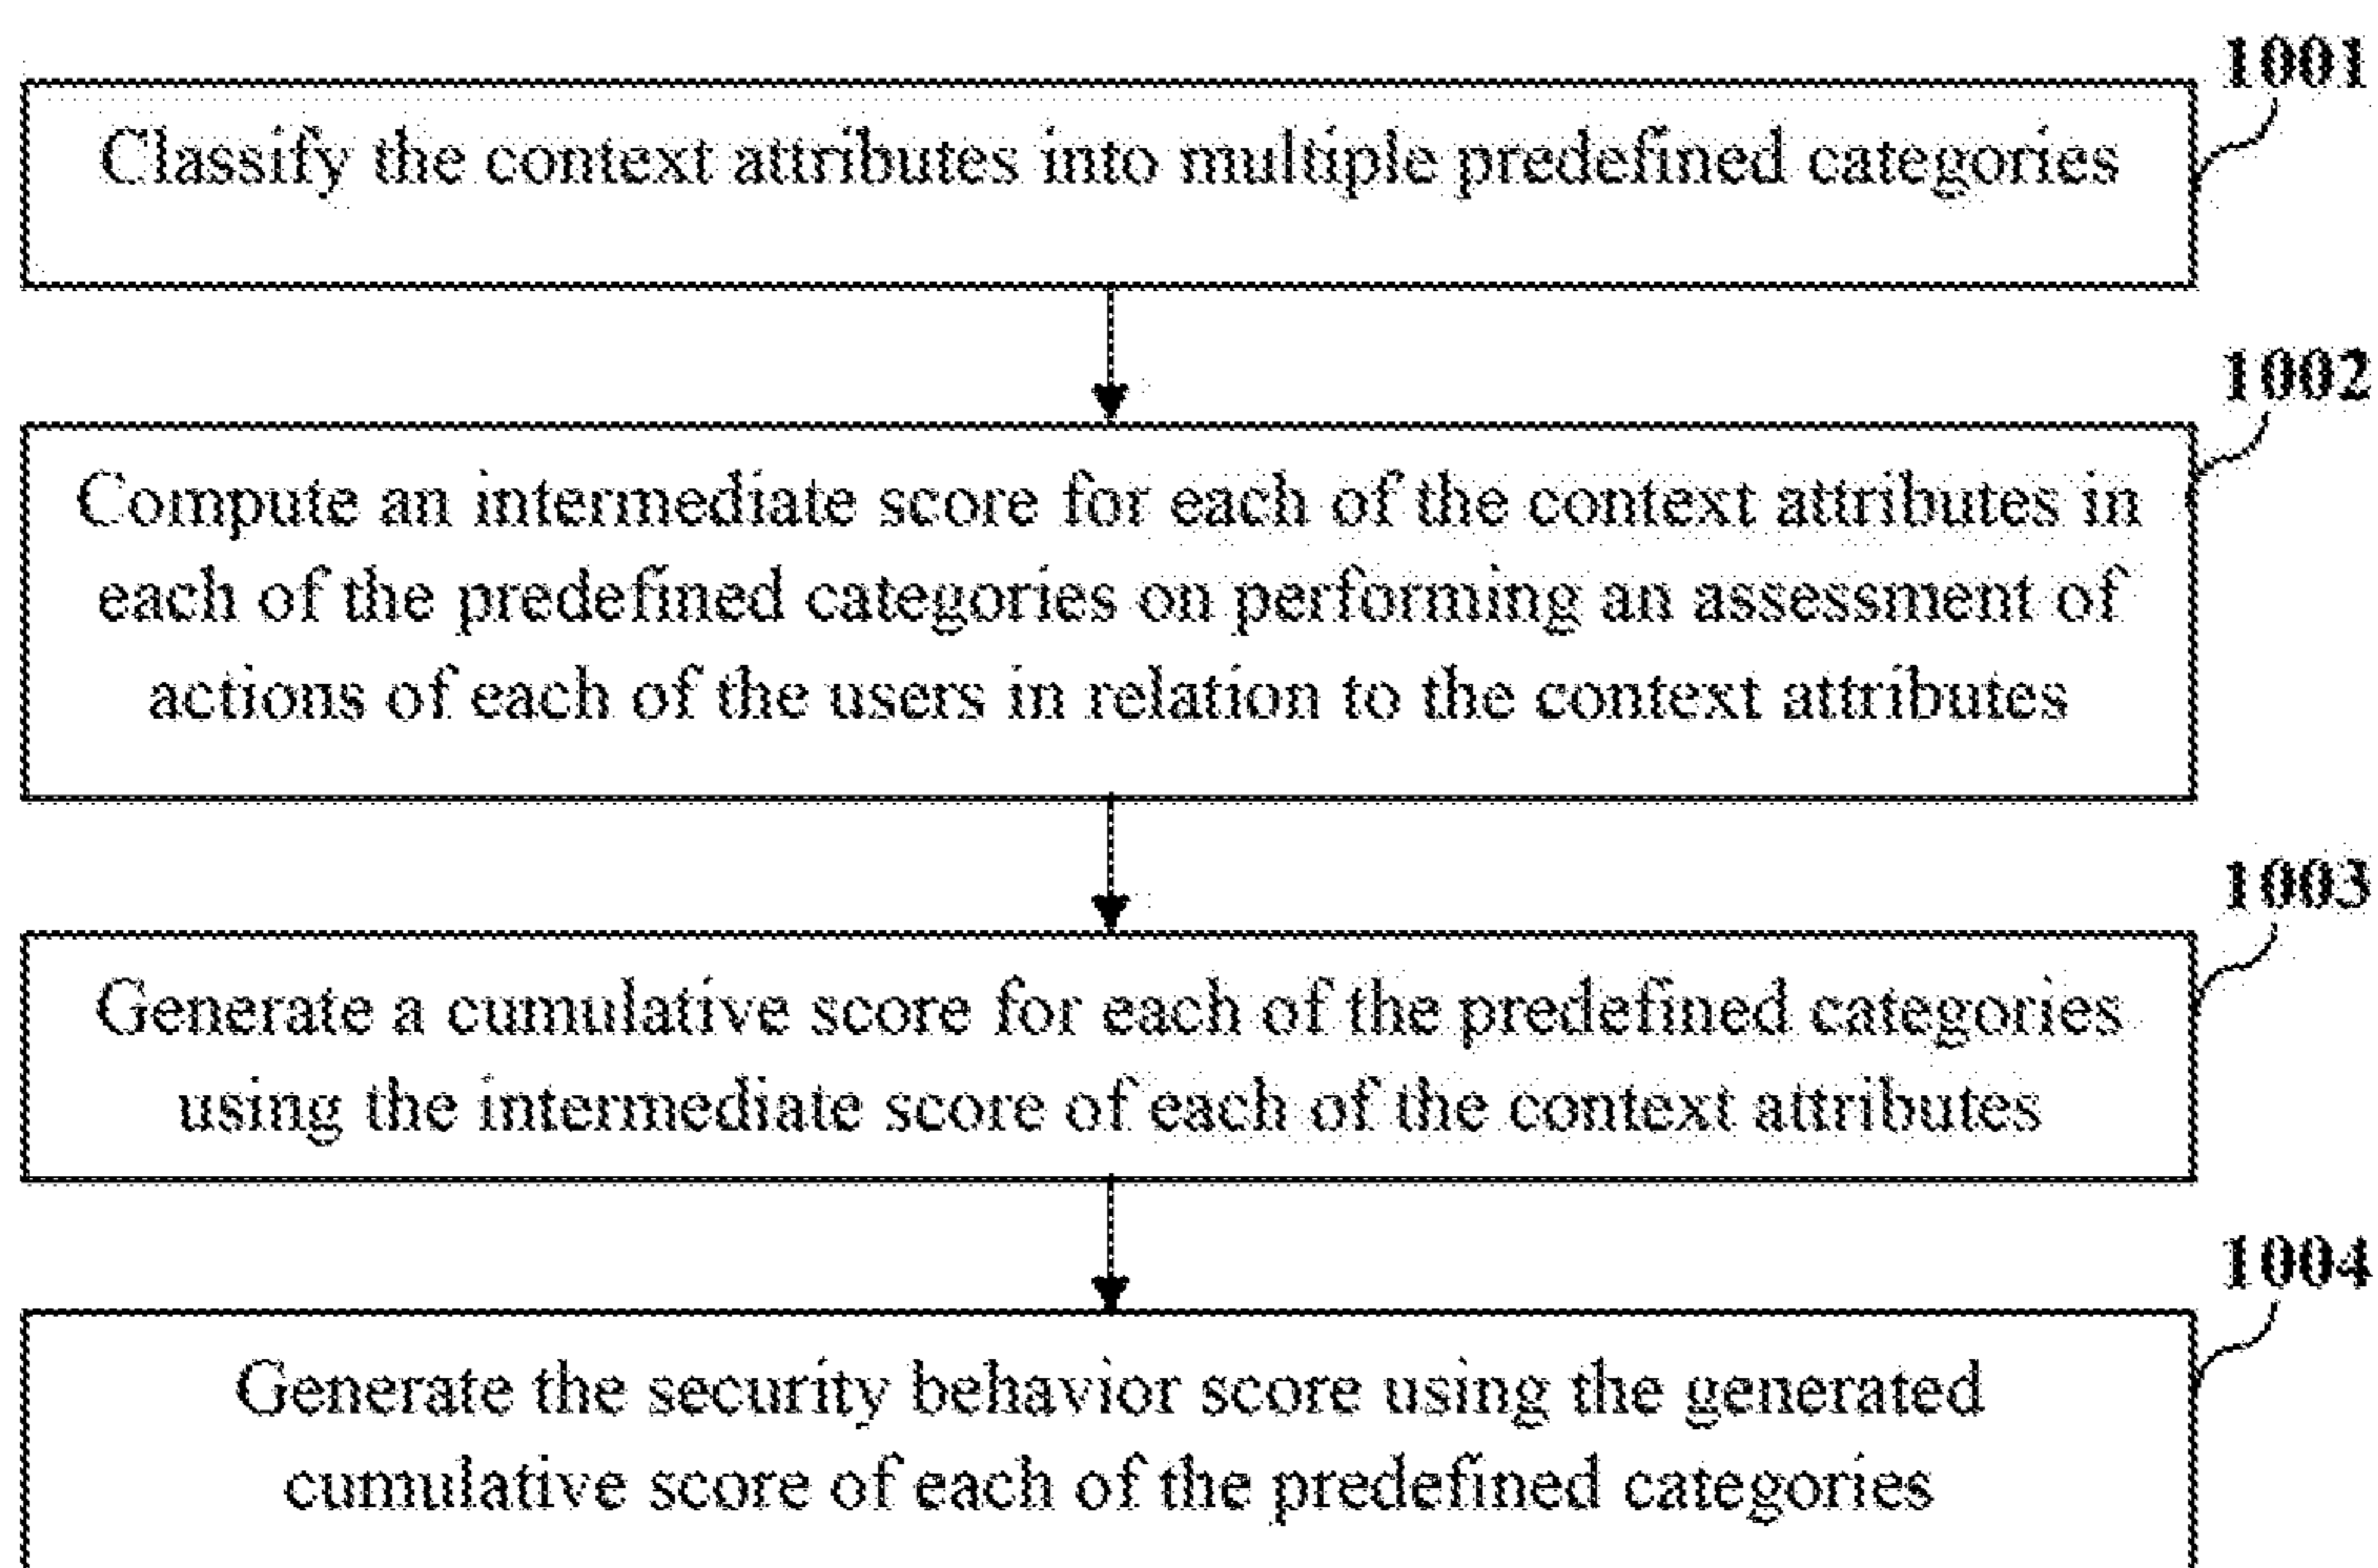 1001
Classify the context attributes into multiple predefined categories
1002
Compute an intermediate score for each of the context attributes in
each of the predefined categories on performing an assessment of
actions of each of the users in relation to the context attributes
1003
Generate a cumulative score for each of the predefined categories
using the intermediate score of each of the context attributes
1004
Generate the security behavior score using the generated
cumulative score of each of the predefined categories